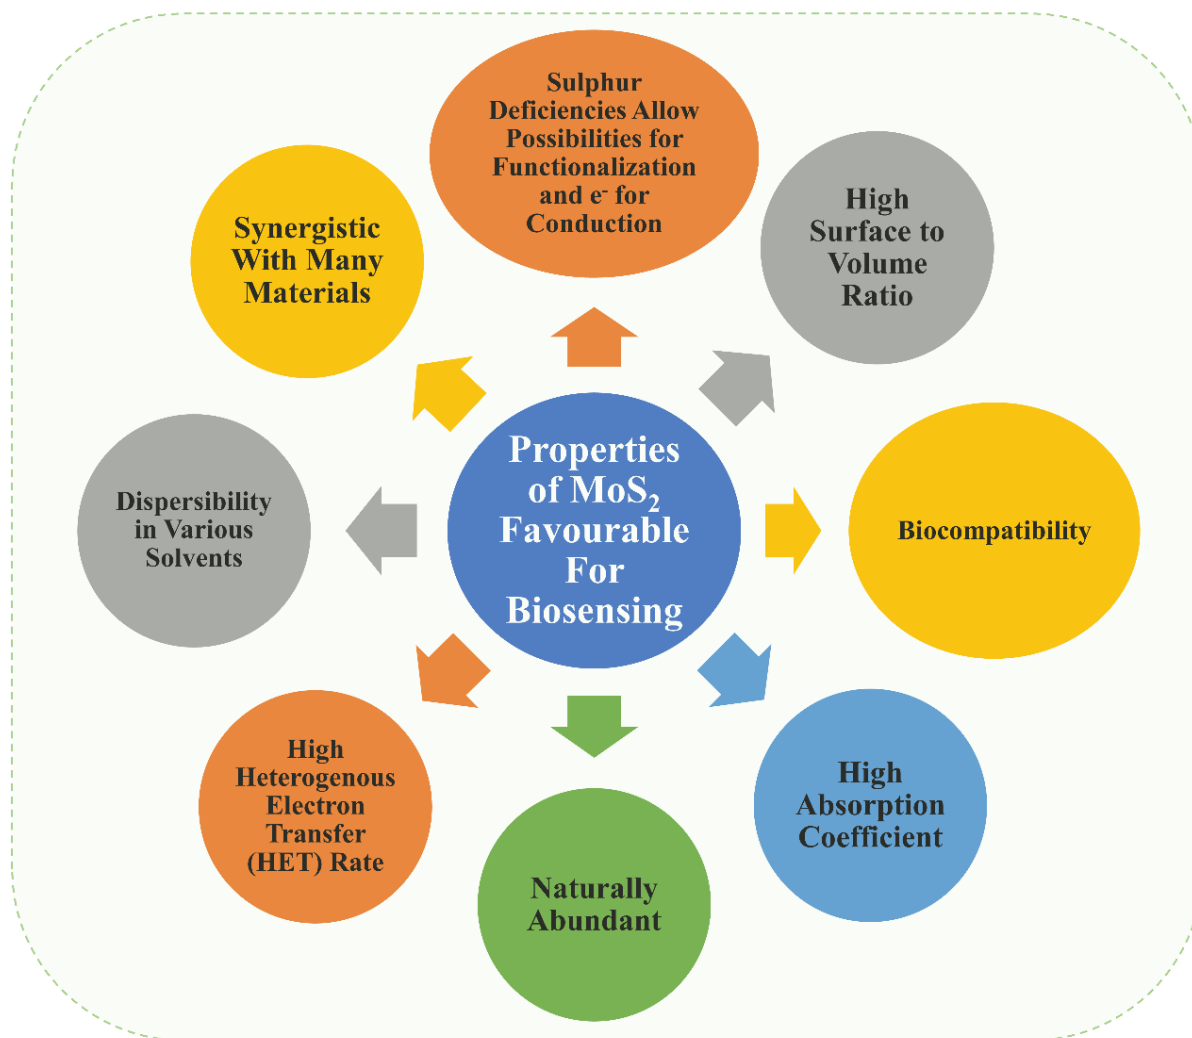 Sulphur
Deficiencies Allow
Possibilities for
Functionalization
and e⁻ for
Conduction
High
Surface to
Volume
Ratio
Biocompatibility
High
Absorption
Coefficient
Naturally
Abundant
High
Heterogenous
Electron
Transfer
(HET) Rate
Dispersibility
in Various
Solvents
Synergistic
With Many
Materials
Properties
of MoS₂
Favourable
For
Biosensing